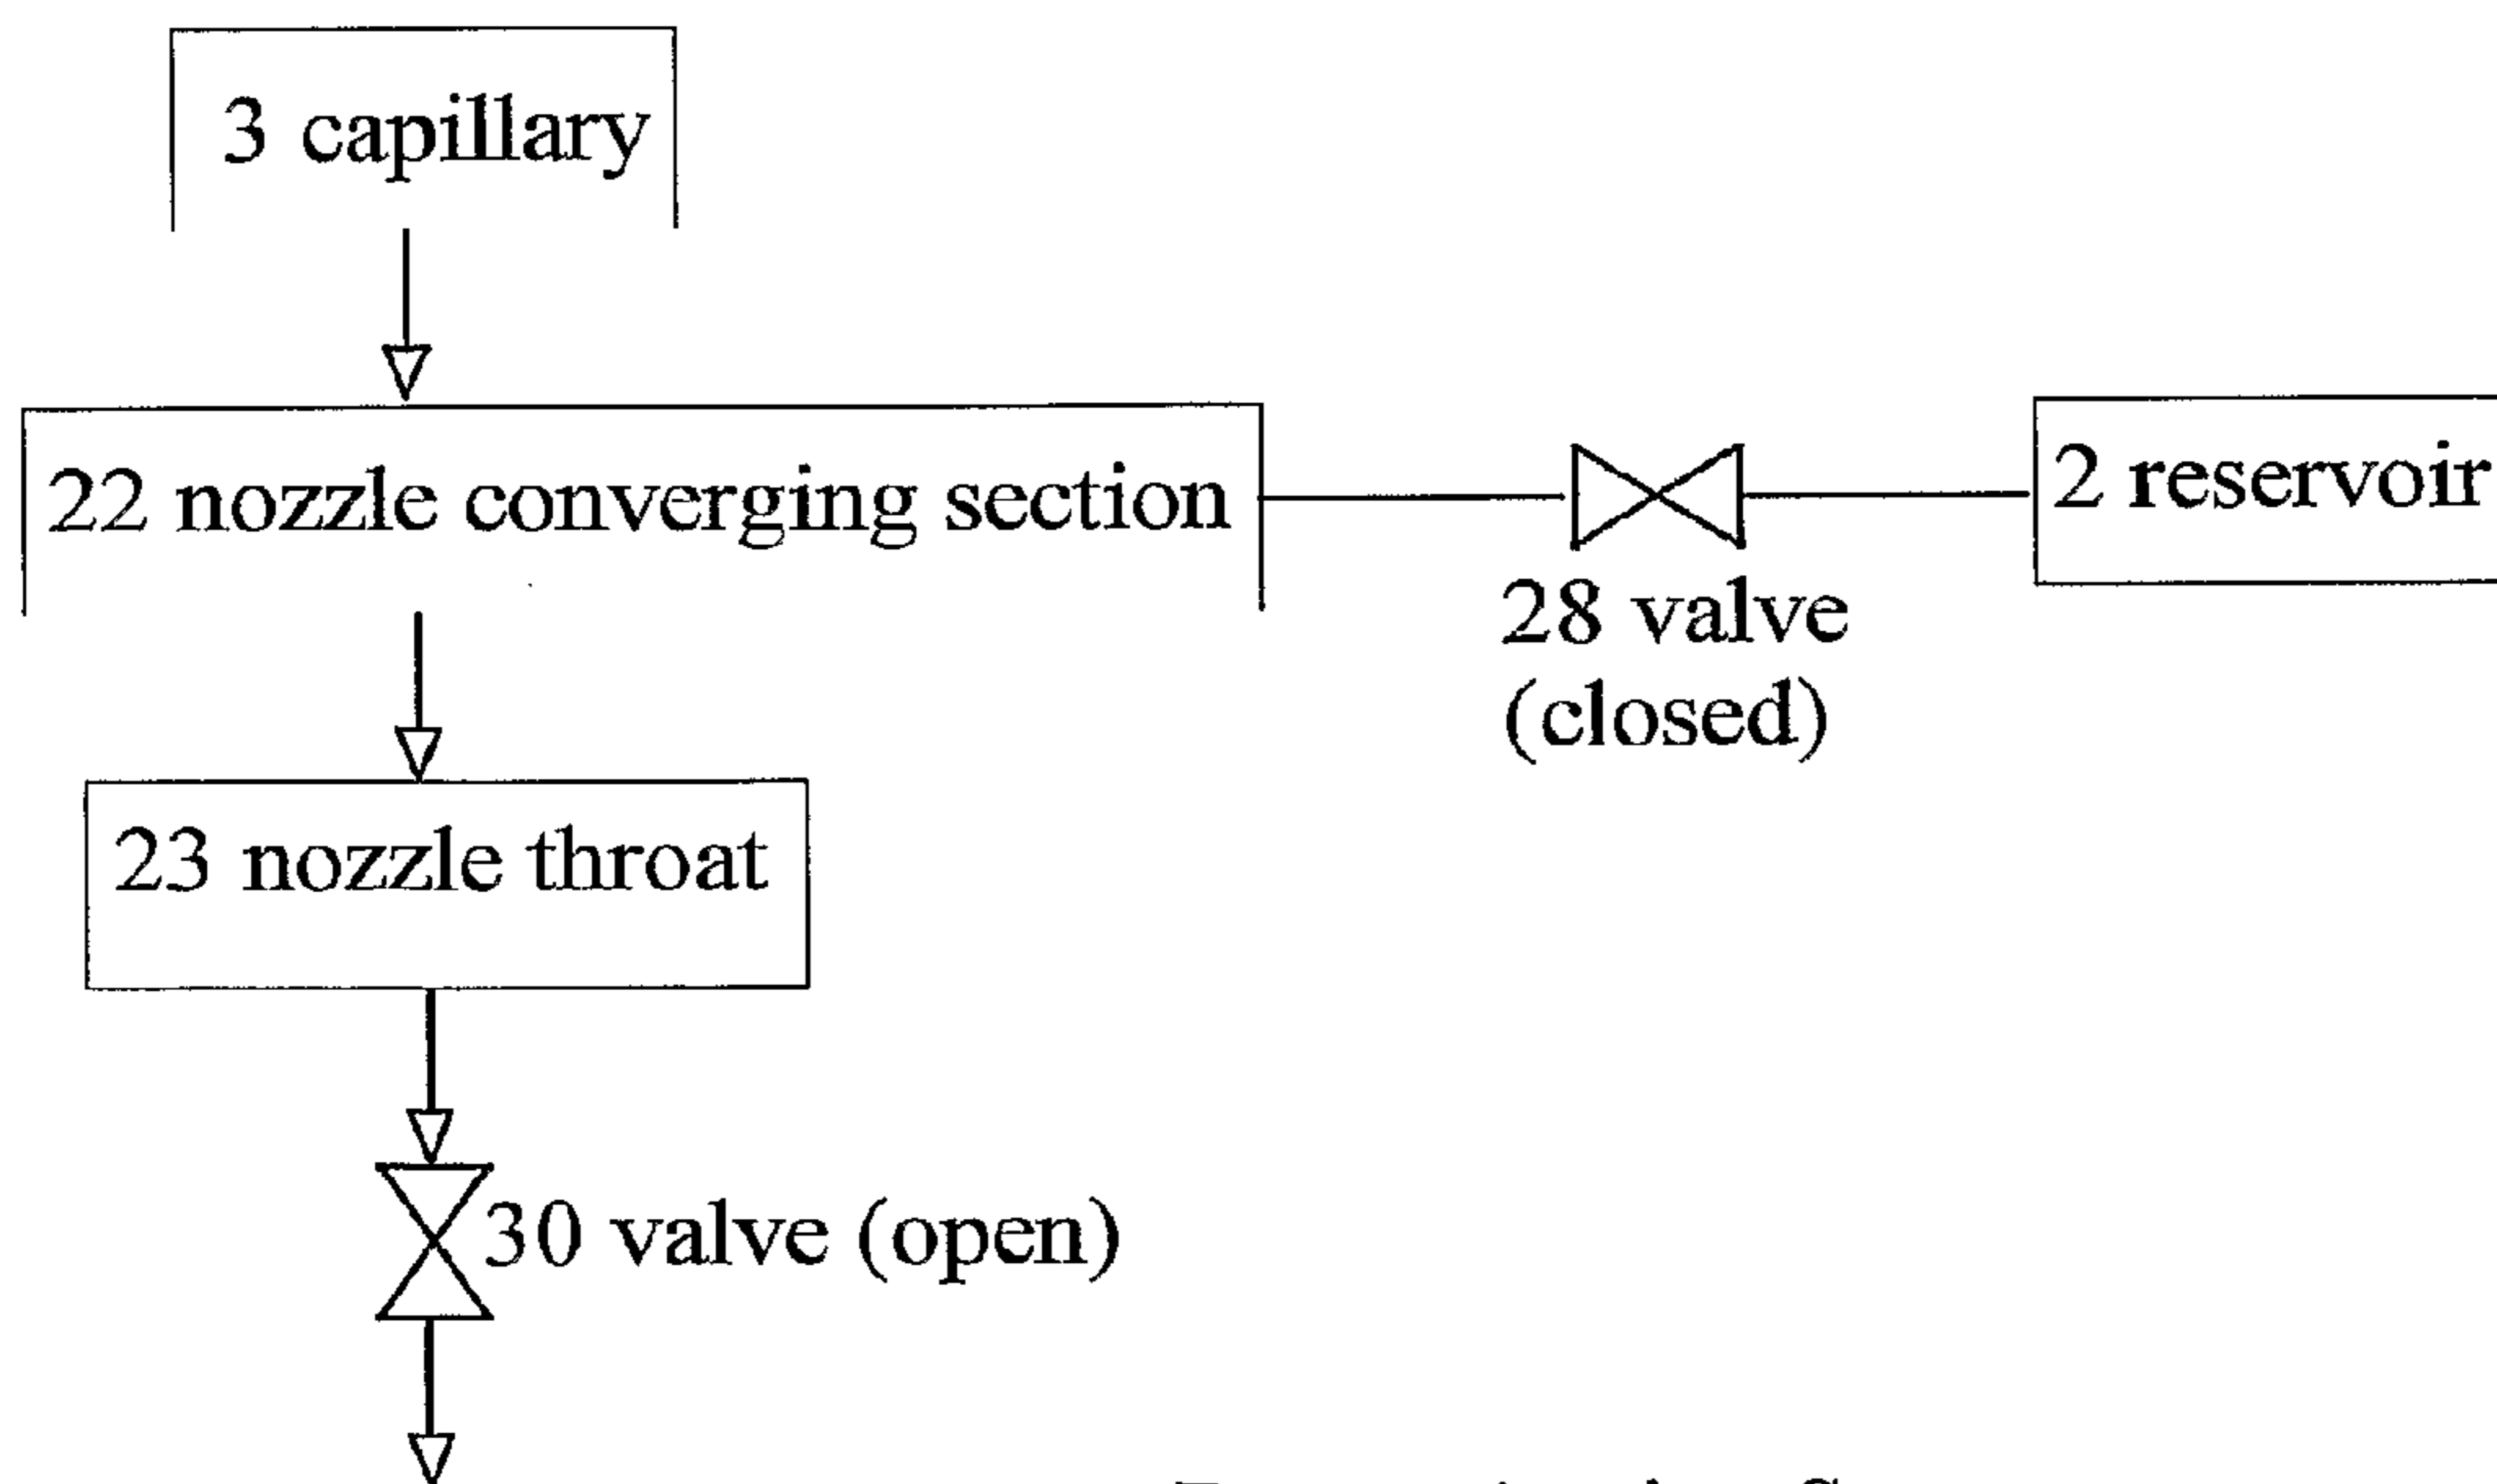 3 capillary
22 nozzle converging section
2 reservoir
28 valve
(closed)
23 nozzle throat
30 valve (open)